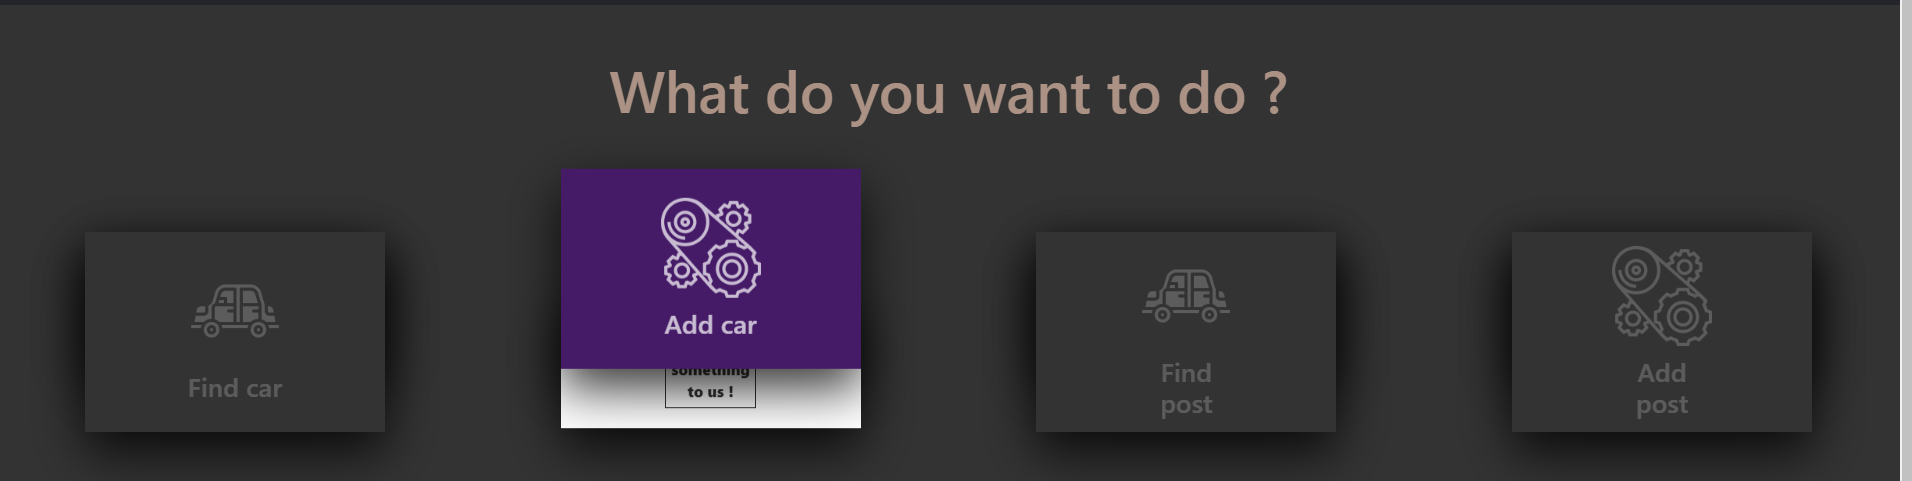 What do you want to do ?
Find car
Add car
something
to us !
Find
post
Add
post